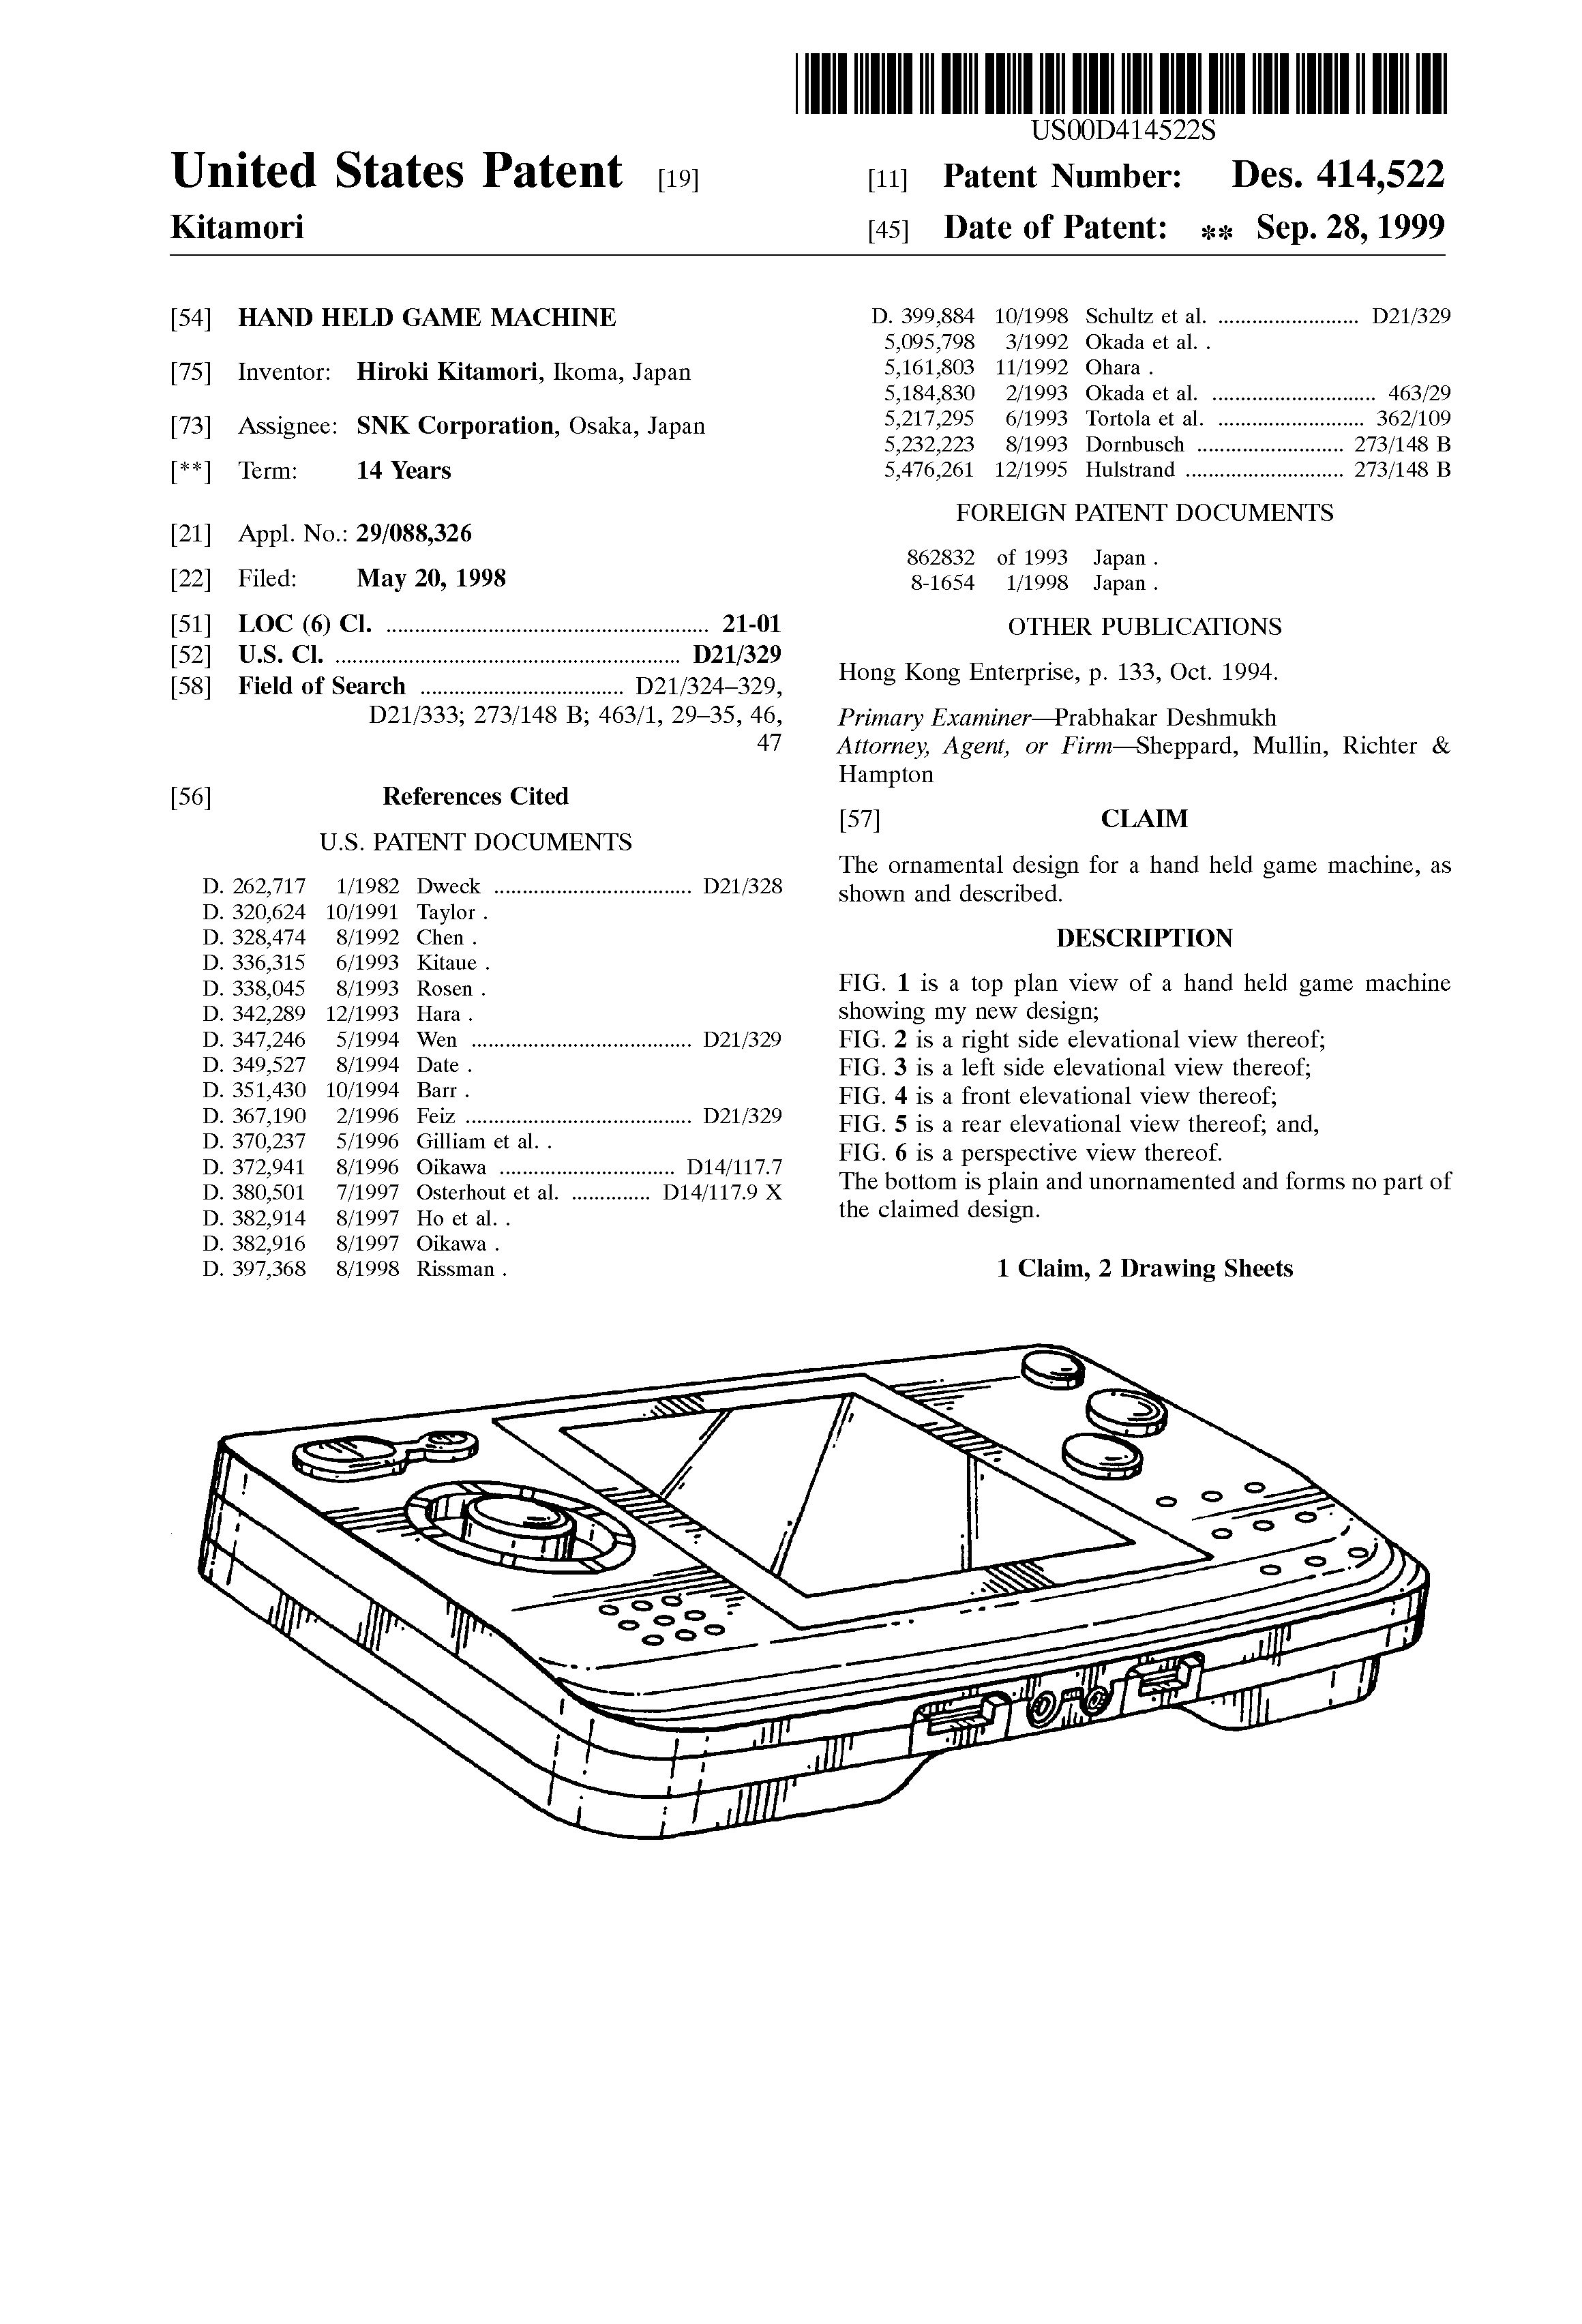 US00D414522S
United States Patent [19]
Kitamori
[11] Patent Number: Des. 414,522
[45] Date of Patent: ** Sep. 28, 1999
[54] HAND HELD GAME MACHINE
[75] Inventor: Hiroki Kitamori, Ikoma, Japan
[73] Assignee: SNK Corporation, Osaka, Japan
[**] Term: 14 Years
[21] Appl. No.: 29/088,326
[22] Filed: May 20, 1998
[51] LOC (6) Cl. ........................................................ 21-01
[52] U.S. Cl. ............................................................ D21/329
[58] Field of Search ................................... D21/324–329,
D21/333; 273/148 B; 463/1, 29–35, 46,
47
[56] References Cited
U.S. PATENT DOCUMENTS
D. 262,717 1/1982 Dweck .................................. D21/328
D. 320,624 10/1991 Taylor .
D. 328,474 8/1992 Chen .
D. 336,315 6/1993 Kitaue .
D. 338,045 8/1993 Rosen .
D. 342,289 12/1993 Hara .
D. 347,246 5/1994 Wen ...................................... D21/329
D. 349,527 8/1994 Date .
D. 351,430 10/1994 Barr .
D. 367,190 2/1996 Feiz ....................................... D21/329
D. 370,237 5/1996 Gilliam et al. .
D. 372,941 8/1996 Oikawa .............................. D14/117.7
D. 380,501 7/1997 Osterhout et al. .............. D14/117.9 X
D. 382,914 8/1997 Ho et al. .
D. 382,916 8/1997 Oikawa .
D. 397,368 8/1998 Rissman .
D. 399,884 10/1998 Schultz et al. ......................... D21/329
5,095,798 3/1992 Okada et al. .
5,161,803 11/1992 Ohara .
5,184,830 2/1993 Okada et al. ............................ 463/29
5,217,295 6/1993 Tortola et al. ......................... 362/109
5,232,223 8/1993 Dornbusch ......................... 273/148 B
5,476,261 12/1995 Hulstrand ........................... 273/148 B
FOREIGN PATENT DOCUMENTS
862832 of 1993 Japan .
8-1654 1/1998 Japan .
OTHER PUBLICATIONS
Hong Kong Enterprise, p. 133, Oct. 1994.
Primary Examiner—Prabhakar Deshmukh
Attorney, Agent, or Firm—Sheppard, Mullin, Richter &
Hampton
[57] CLAIM
The ornamental design for a hand held game machine, as
shown and described.
DESCRIPTION
FIG. 1 is a top plan view of a hand held game machine
showing my new design;
FIG. 2 is a right side elevational view thereof;
FIG. 3 is a left side elevational view thereof;
FIG. 4 is a front elevational view thereof;
FIG. 5 is a rear elevational view thereof; and,
FIG. 6 is a perspective view thereof.
The bottom is plain and unornamented and forms no part of
the claimed design.
1 Claim, 2 Drawing Sheets